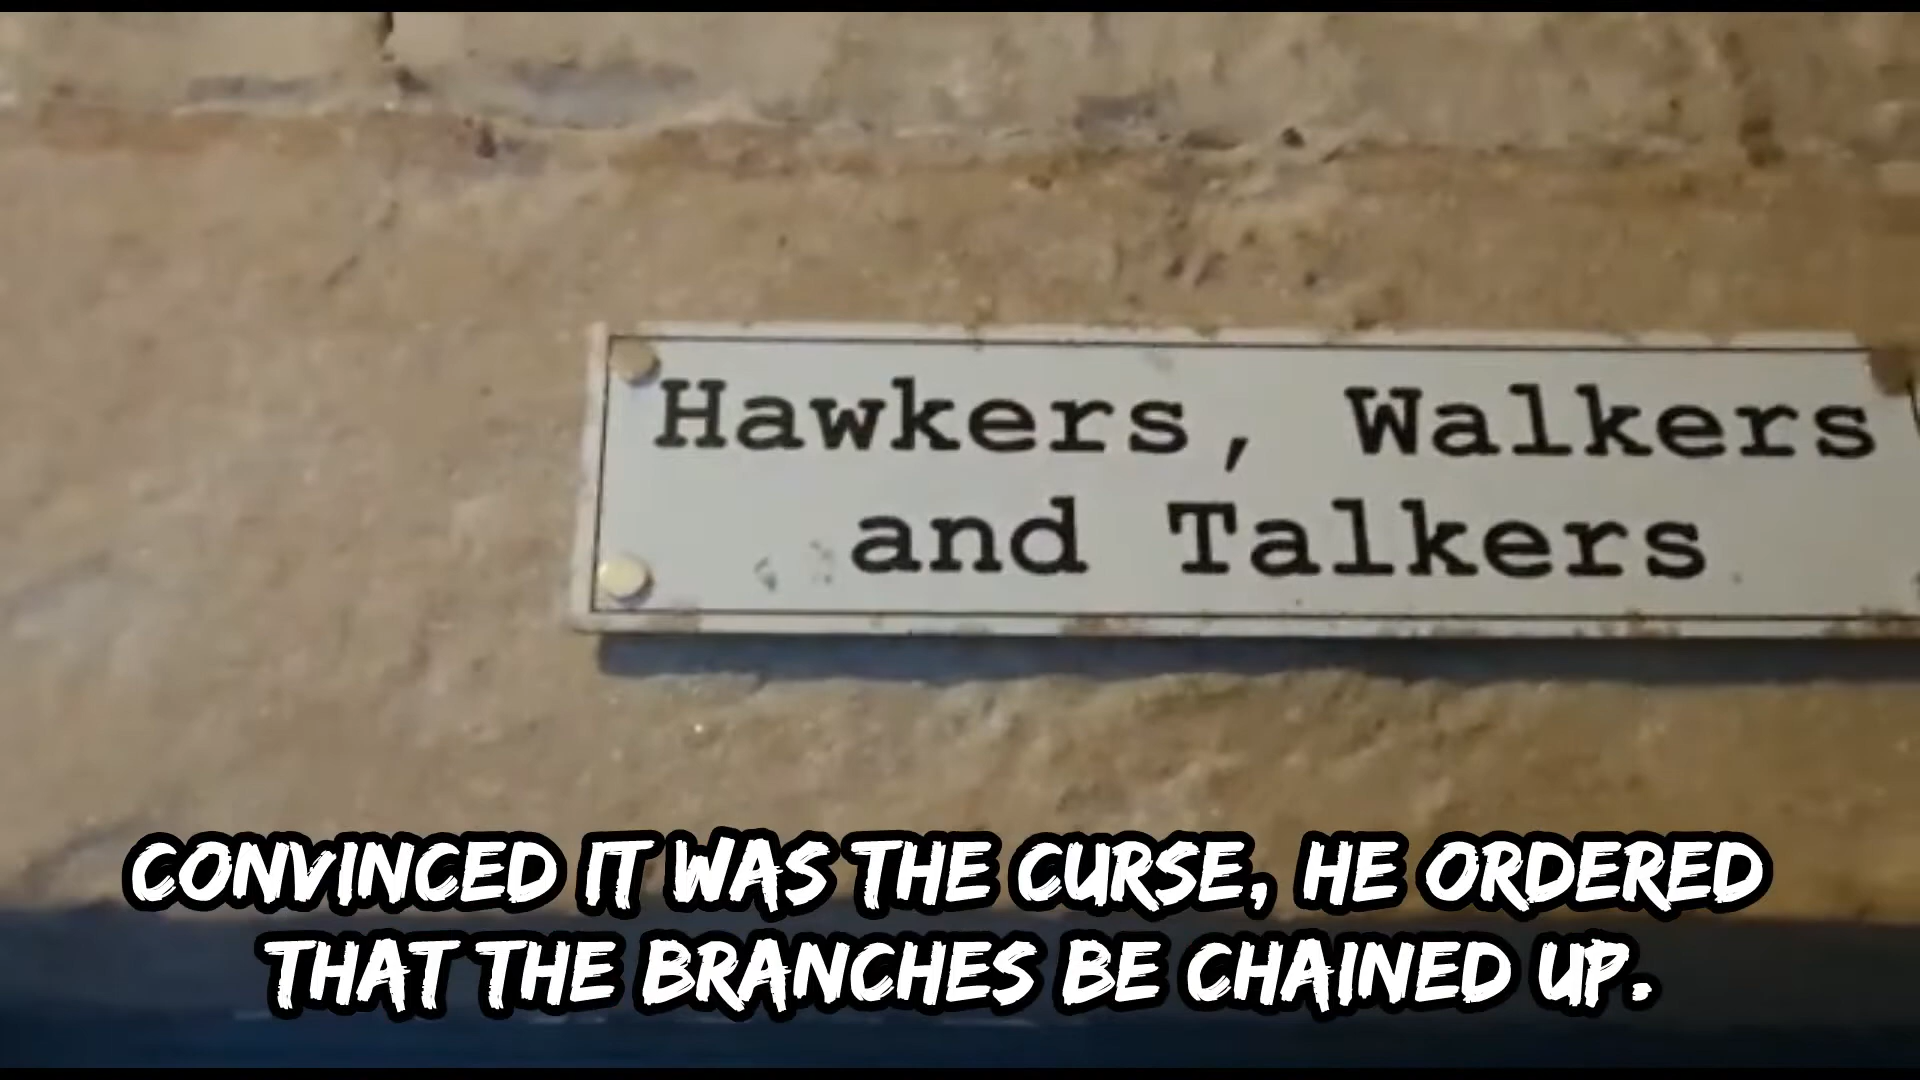 Hawkers, Walkers
and Talkers
CONVINCED IT WAS THE CURSE, HE ORDERED
THAT THE BRANCHES BE CHAINED UP.